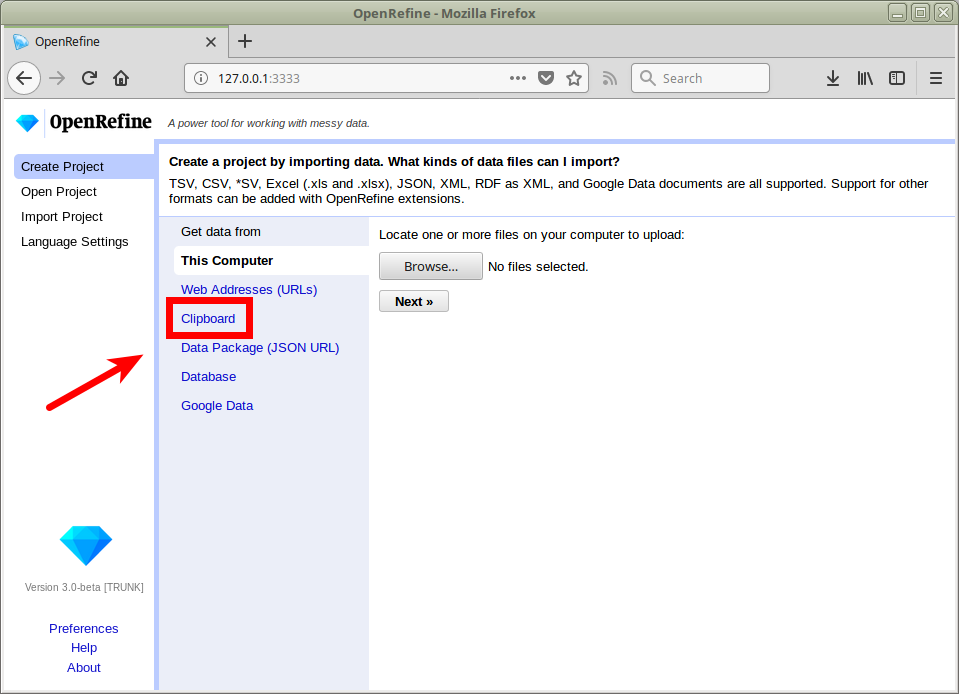 OpenRefine - Mozilla Firefox
OpenRefine
127.0.0.1:3333
Search
OpenRefine
A power tool for working with messy data.
Create Project
Open Project
Import Project
Language Settings
Create a project by importing data. What kinds of data files can I import?
TSV, CSV, *SV, Excel (.xls and .xlsx), JSON, XML, RDF as XML, and Google Data documents are all supported. Support for other
formats can be added with OpenRefine extensions.
Get data from
This Computer
Web Addresses (URLs)
Clipboard
Data Package (JSON URL)
Database
Google Data
Locate one or more files on your computer to upload:
Browse... No files selected.
Next »
Version 3.0-beta [TRUNK]
Preferences
Help
About